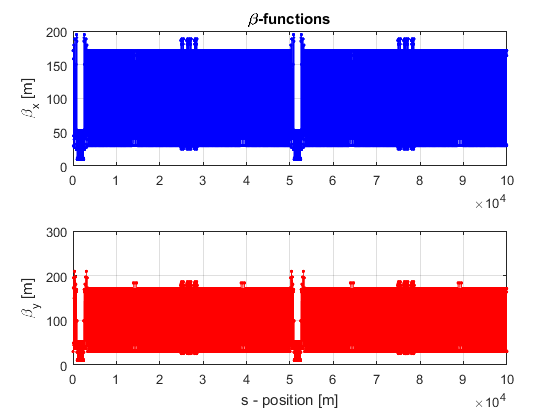 β-functions
200
150
100
50
0
β_x [m]
0 1 2 3 4 5 6 7 8 9 10
×10^4
300
200
100
0
β_y [m]
0 1 2 3 4 5 6 7 8 9 10
s - position [m]
×10^4